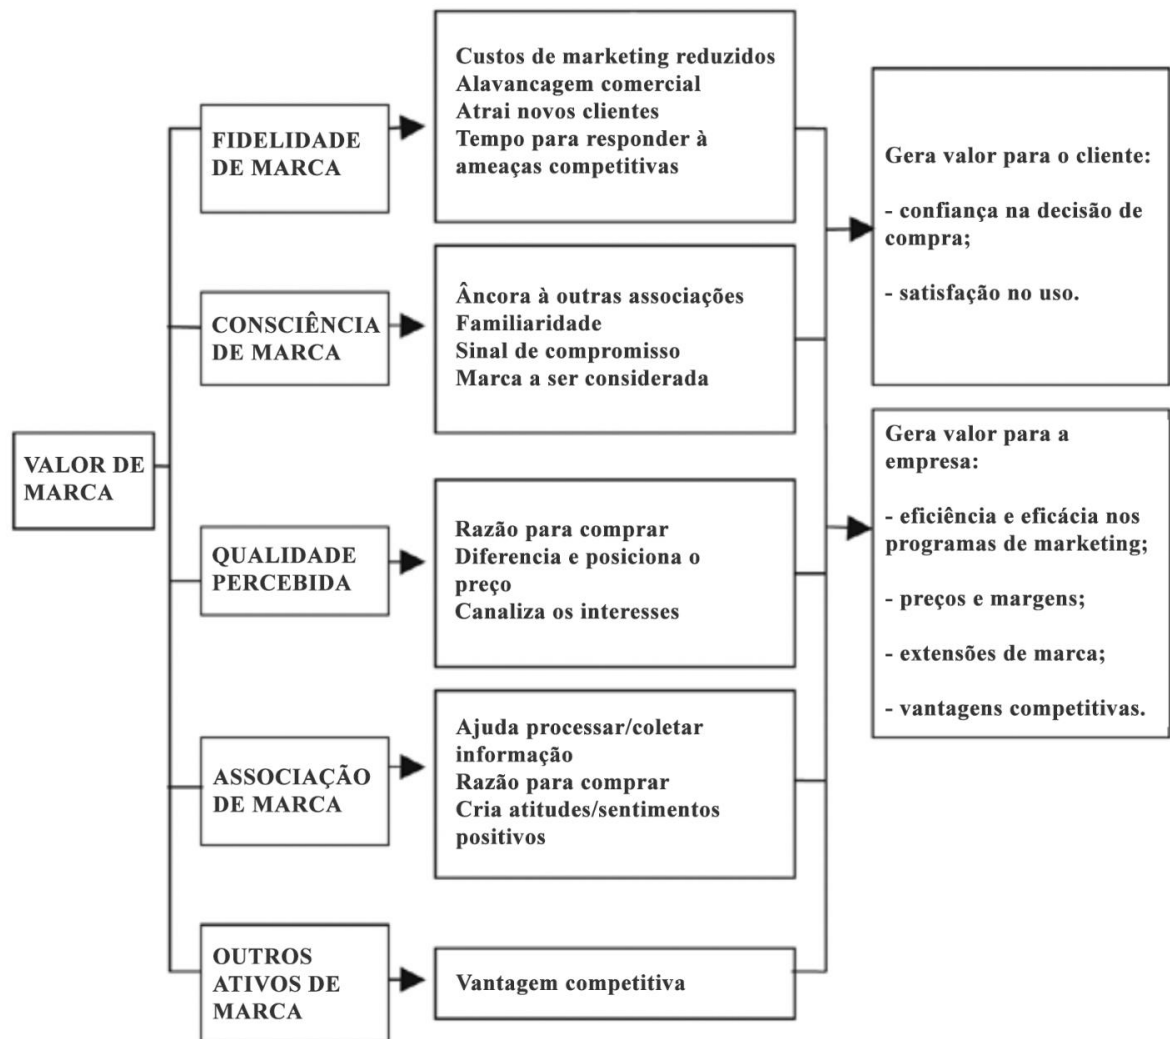 VALOR DE
MARCA
FIDELIDADE
DE MARCA
Custos de marketing reduzidos
Alavancagem comercial
Atrai novos clientes
Tempo para responder à
ameaças competitivas
CONSCIÊNCIA
DE MARCA
Âncora à outras associações
Familiaridade
Sinal de compromisso
Marca a ser considerada
QUALIDADE
PERCEBIDA
Razão para comprar
Diferencia e posiciona o
preço
Canaliza os interesses
ASSOCIAÇÃO
DE MARCA
Ajuda processar/coletar
informação
Razão para comprar
Cria atitudes/sentimentos
positivos
OUTROS
ATIVOS DE
MARCA
Vantagem competitiva
Gera valor para o cliente:
- confiança na decisão de
compra;
- satisfação no uso.
Gera valor para a
empresa:
- eficiência e eficácia nos
programas de marketing;
- preços e margens;
- extensões de marca;
- vantagens competitivas.